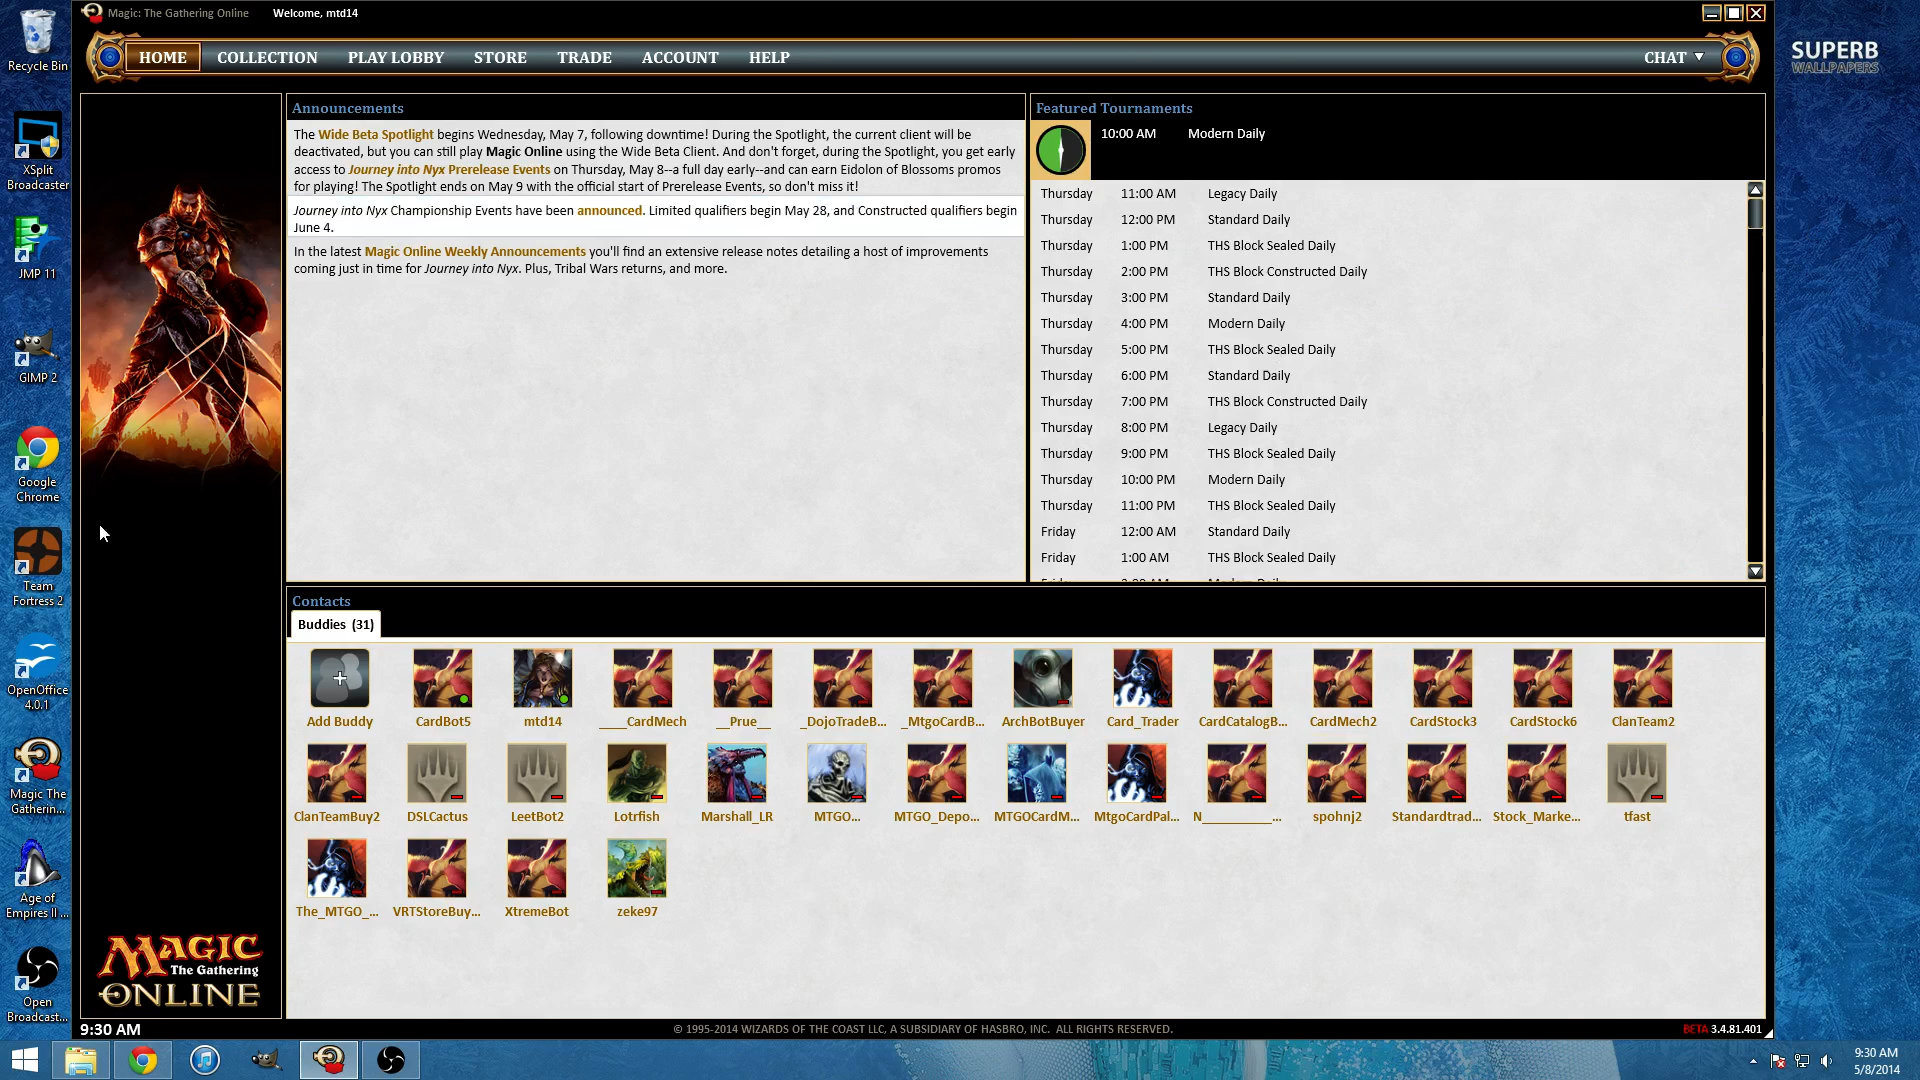 Magic: The Gathering Online
Welcome, mtd14
HOME COLLECTION PLAY LOBBY STORE TRADE ACCOUNT HELP
CHAT
SUPERB
WALLPAPERS
Recycle Bin
XSplit
Broadcaster
JMP 11
GIMP 2
Google
Chrome
Team
Fortress 2
OpenOffice
4.0.1
Magic The
Gatherin...
Age of
Empires II ...
Open
Broadcast...
MAGIC
The Gathering
ONLINE
Announcements
The Wide Beta Spotlight begins Wednesday, May 7, following downtime! During the Spotlight, the current client will be
deactivated, but you can still play Magic Online using the Wide Beta Client. And don't forget, during the Spotlight, you get early
access to Journey into Nyx Prerelease Events on Thursday, May 8--a full day early--and can earn Eidolon of Blossoms promos
for playing! The Spotlight ends on May 9 with the official start of Prerelease Events, so don't miss it!
Journey into Nyx Championship Events have been announced. Limited qualifiers begin May 28, and Constructed qualifiers begin
June 4.
In the latest Magic Online Weekly Announcements you'll find an extensive release notes detailing a host of improvements
coming just in time for Journey into Nyx. Plus, Tribal Wars returns, and more.
Featured Tournaments
10:00 AM Modern Daily
Thursday 11:00 AM Legacy Daily
Thursday 12:00 PM Standard Daily
Thursday 1:00 PM THS Block Sealed Daily
Thursday 2:00 PM THS Block Constructed Daily
Thursday 3:00 PM Standard Daily
Thursday 4:00 PM Modern Daily
Thursday 5:00 PM THS Block Sealed Daily
Thursday 6:00 PM Standard Daily
Thursday 7:00 PM THS Block Constructed Daily
Thursday 8:00 PM Legacy Daily
Thursday 9:00 PM THS Block Sealed Daily
Thursday 10:00 PM Modern Daily
Thursday 11:00 PM THS Block Sealed Daily
Friday 12:00 AM Standard Daily
Friday 1:00 AM THS Block Sealed Daily
Contacts
Buddies (31)
Add Buddy CardBot5 mtd14 ____CardMech __Prue__ _DojoTradeB... _MtgoCardB... ArchBotBuyer Card_Trader CardCatalogB... CardMech2 CardStock3 CardStock6 ClanTeam2
ClanTeamBuy2 DSLCactus LeetBot2 Lotrfish Marshall_LR MTGO... MTGO_Depo... MTGOCardM... MtgoCardPal... N__________... spohnj2 Standardtrad... Stock_Marke... tfast
The_MTGO_... VRTStoreBuy... XtremeBot zeke97
9:30 AM
© 1995-2014 WIZARDS OF THE COAST LLC, A SUBSIDIARY OF HASBRO, INC. ALL RIGHTS RESERVED.
BETA 3.4.81.401
9:30 AM
5/8/2014